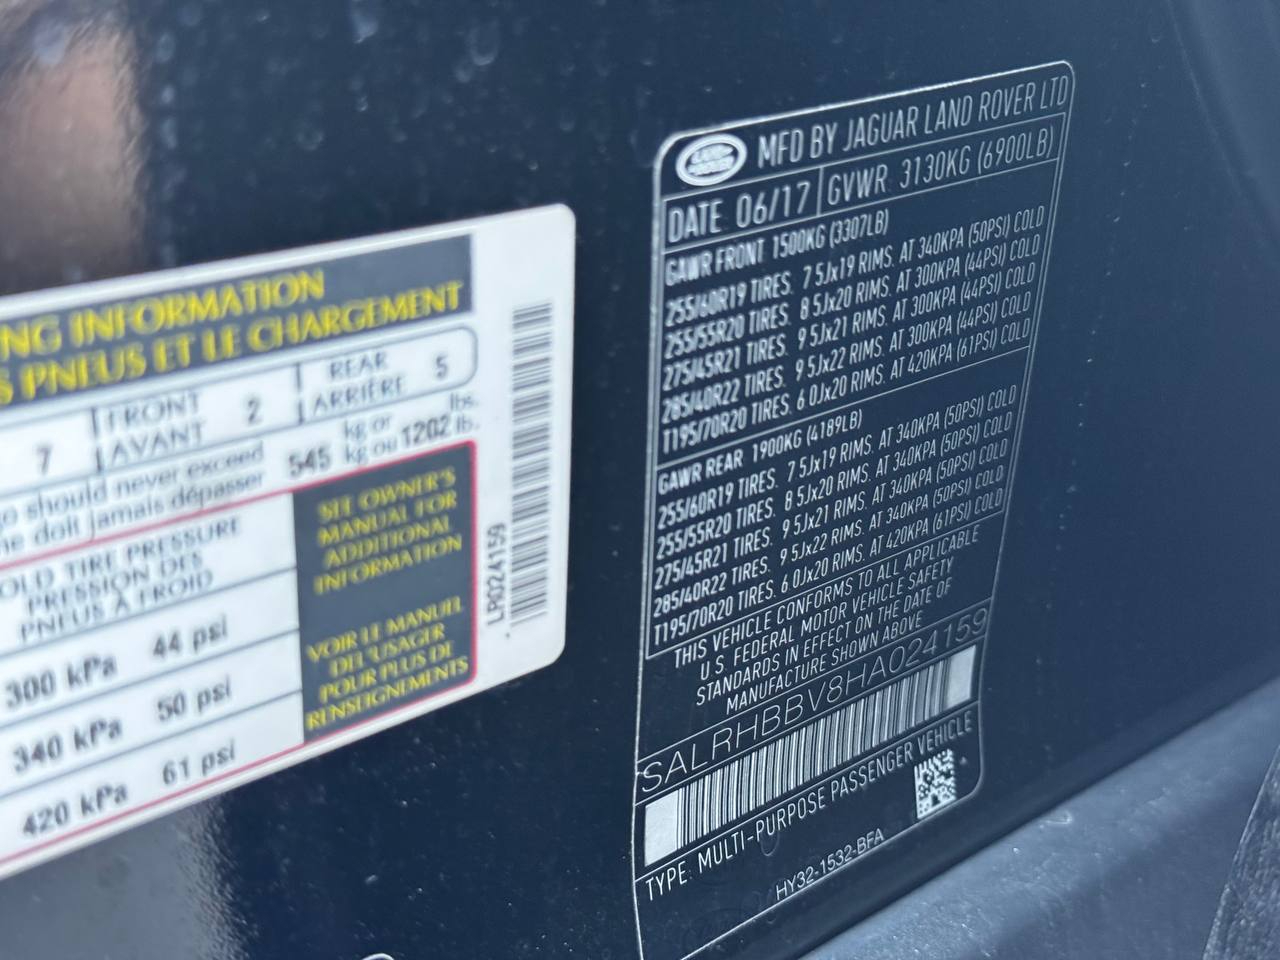 NG INFORMATION
S PNEUS ET LE CHARGEMENT
7 FRONT AVANT 2 REAR ARRIÈRE 5
o should never exceed
ne doit jamais dépasser
545 kg or kg ou 1202 lbs. lb.
OLD TIRE PRESSURE
PRESSION DES
PNEUS À FROID
300 kPa 44 psi
340 kPa 50 psi
420 kPa 61 psi
SEE OWNER'S
MANUAL FOR
ADDITIONAL
INFORMATION
VOIR LE MANUEL
DE L'USAGER
POUR PLUS DE
RENSEIGNEMENTS
LR024159
LAND ROVER
MFD BY JAGUAR LAND ROVER LTD
DATE 06/17 GVWR 3130KG (6900LB)
GAWR FRONT 1500KG (3307LB)
255/60R19 TIRES. 7.5Jx19 RIMS. AT 340KPA (50PSI) COLD
255/55R20 TIRES. 8.5Jx20 RIMS. AT 300KPA (44PSI) COLD
275/45R21 TIRES. 9.5Jx21 RIMS. AT 300KPA (44PSI) COLD
285/40R22 TIRES. 9.5Jx22 RIMS. AT 300KPA (44PSI) COLD
T195/70R20 TIRES. 6.0Jx20 RIMS. AT 420KPA (61PSI) COLD
GAWR REAR 1900KG (4189LB)
255/60R19 TIRES. 7.5Jx19 RIMS. AT 340KPA (50PSI) COLD
255/55R20 TIRES. 8.5Jx20 RIMS. AT 340KPA (50PSI) COLD
275/45R21 TIRES. 9.5Jx21 RIMS. AT 340KPA (50PSI) COLD
285/40R22 TIRES. 9.5Jx22 RIMS. AT 340KPA (50PSI) COLD
T195/70R20 TIRES. 6.0Jx20 RIMS. AT 420KPA (61PSI) COLD
THIS VEHICLE CONFORMS TO ALL APPLICABLE
U.S. FEDERAL MOTOR VEHICLE SAFETY
STANDARDS IN EFFECT ON THE DATE OF
MANUFACTURE SHOWN ABOVE
SALRHBBV8HA024159
TYPE: MULTI-PURPOSE PASSENGER VEHICLE
HY32-1532-BFA